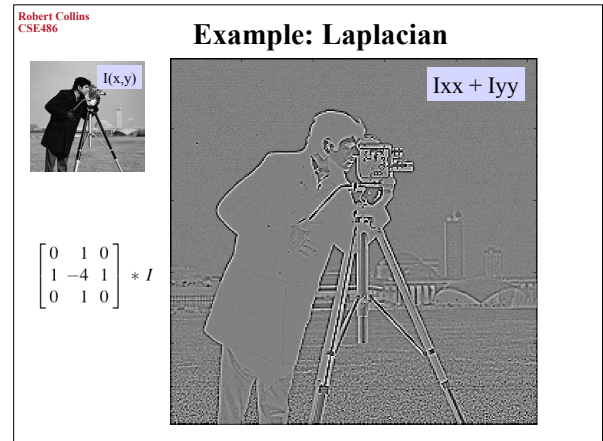 Robert Collins
CSE486
Example: Laplacian
I(x,y)
Ixx + Iyy
0 1 0
1 −4 1 * I
0 1 0